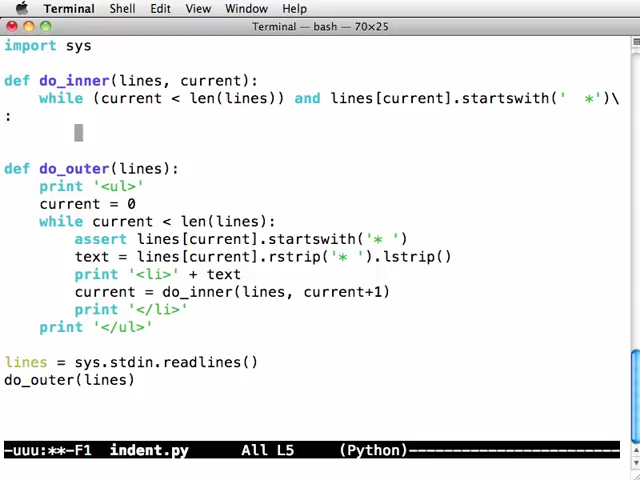 Terminal Shell Edit View Window Help
Terminal — bash — 70×25
import sys
def do_inner(lines, current):
    while (current < len(lines)) and lines[current].startswith('  *')\
:
def do_outer(lines):
    print '<ul>'
    current = 0
    while current < len(lines):
        assert lines[current].startswith('* ')
        text = lines[current].rstrip('* ').lstrip()
        print '<li>' + text
        current = do_inner(lines, current+1)
        print '</li>'
    print '</ul>'
lines = sys.stdin.readlines()
do_outer(lines)
-uuu:**-F1  indent.py      All L5     (Python)------------------------